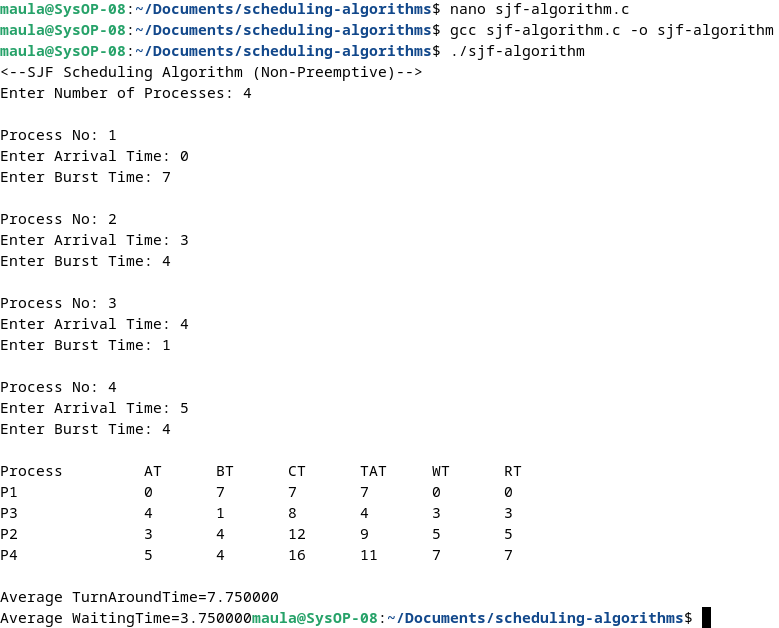 maula@SysOP-08:~/Documents/scheduling-algorithms$ nano sjf-algorithm.c
maula@SysOP-08:~/Documents/scheduling-algorithms$ gcc sjf-algorithm.c -o sjf-algorithm
maula@SysOP-08:~/Documents/scheduling-algorithms$ ./sjf-algorithm
<--SJF Scheduling Algorithm (Non-Preemptive)-->
Enter Number of Processes: 4

Process No: 1
Enter Arrival Time: 0
Enter Burst Time: 7

Process No: 2
Enter Arrival Time: 3
Enter Burst Time: 4

Process No: 3
Enter Arrival Time: 4
Enter Burst Time: 1

Process No: 4
Enter Arrival Time: 5
Enter Burst Time: 4

Process         AT      BT      CT      TAT     WT      RT
P1              0       7       7       7       0       0
P3              4       1       8       4       3       3
P2              3       4       12      9       5       5
P4              5       4       16      11      7       7

Average TurnAroundTime=7.750000
Average WaitingTime=3.750000maula@SysOP-08:~/Documents/scheduling-algorithms$